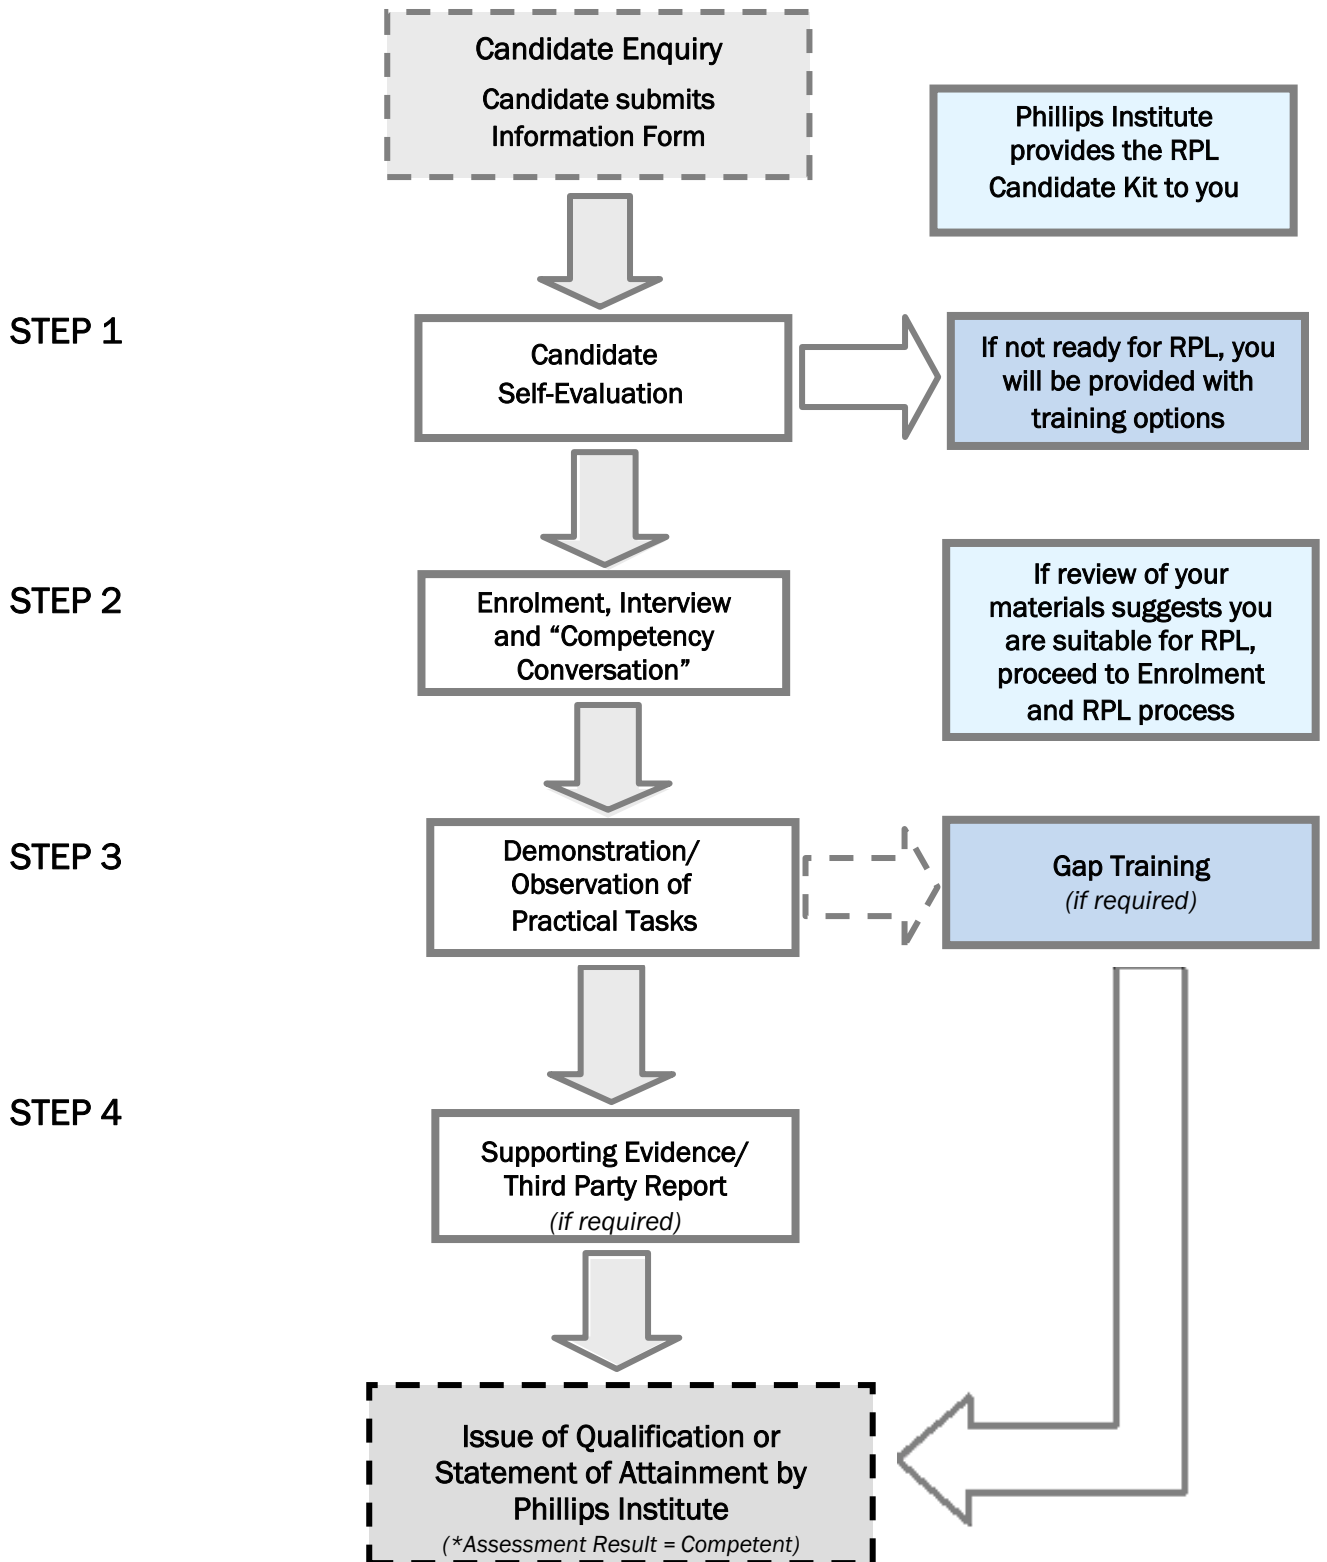 Candidate Enquiry
Candidate submits
Information Form
Phillips Institute
provides the RPL
Candidate Kit to you
STEP 1
Candidate
Self-Evaluation
If not ready for RPL, you
will be provided with
training options
STEP 2
Enrolment, Interview
and “Competency
Conversation”
If review of your
materials suggests you
are suitable for RPL,
proceed to Enrolment
and RPL process
STEP 3
Demonstration/
Observation of
Practical Tasks
Gap Training
(if required)
STEP 4
Supporting Evidence/
Third Party Report
(if required)
Issue of Qualification or
Statement of Attainment by
Phillips Institute
(*Assessment Result = Competent)